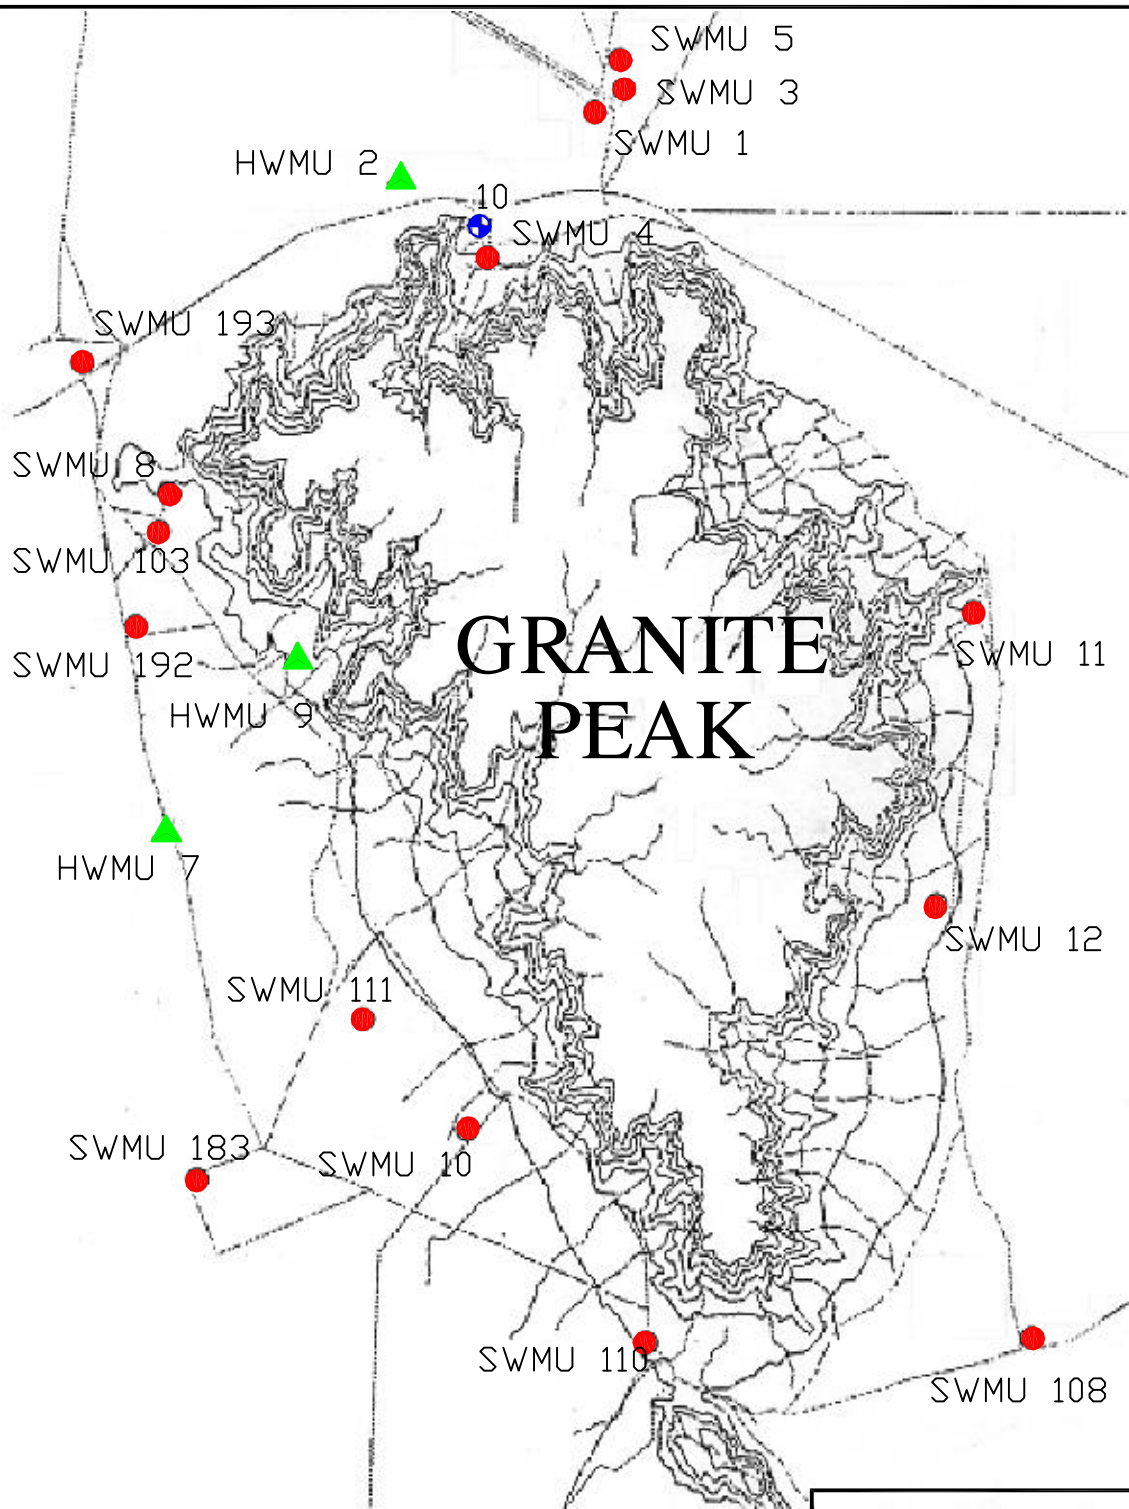 SWMU 5
SWMU 3
SWMU 1
HWMU 2
10
SWMU 4
SWMU 193
SWMU 8
SWMU 103
SWMU 192
HWMU 9
GRANITE
PEAK
SWMU 11
HWMU 7
SWMU 12
SWMU 111
SWMU 183
SWMU 10
SWMU 110
SWMU 108